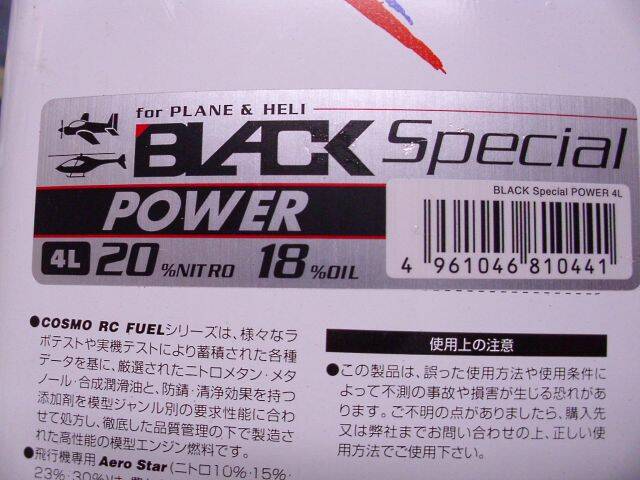 for PLANE & HELI
BLACK Special
POWER
BLACK Special POWER 4L
4L 20%NITRO 18%OIL
4 961046 810441
●COSMO RC FUELシリーズは、様々なラ
ボテストや実機テストにより蓄積された各種
データを基に、厳選されたニトロメタン・メタ
ノール・合成潤滑油と、防錆・清浄効果を持つ
添加剤を模型ジャンル別の要求性能に合わ
せて処方し、徹底した品質管理の下で製造さ
れた高性能の模型エンジン燃料です。
●飛行機専用Aero Star(ニトロ10%・15%・
23%・30%)は、
使用上の注意
●この製品は、誤った使用方法や使用条件に
よって不測の事故や損害が生じる恐れがあ
ります。ご不明の点がありましたら、購入先
又は弊社までお問い合わせの上、正しい使
用方法でご使用下さい。